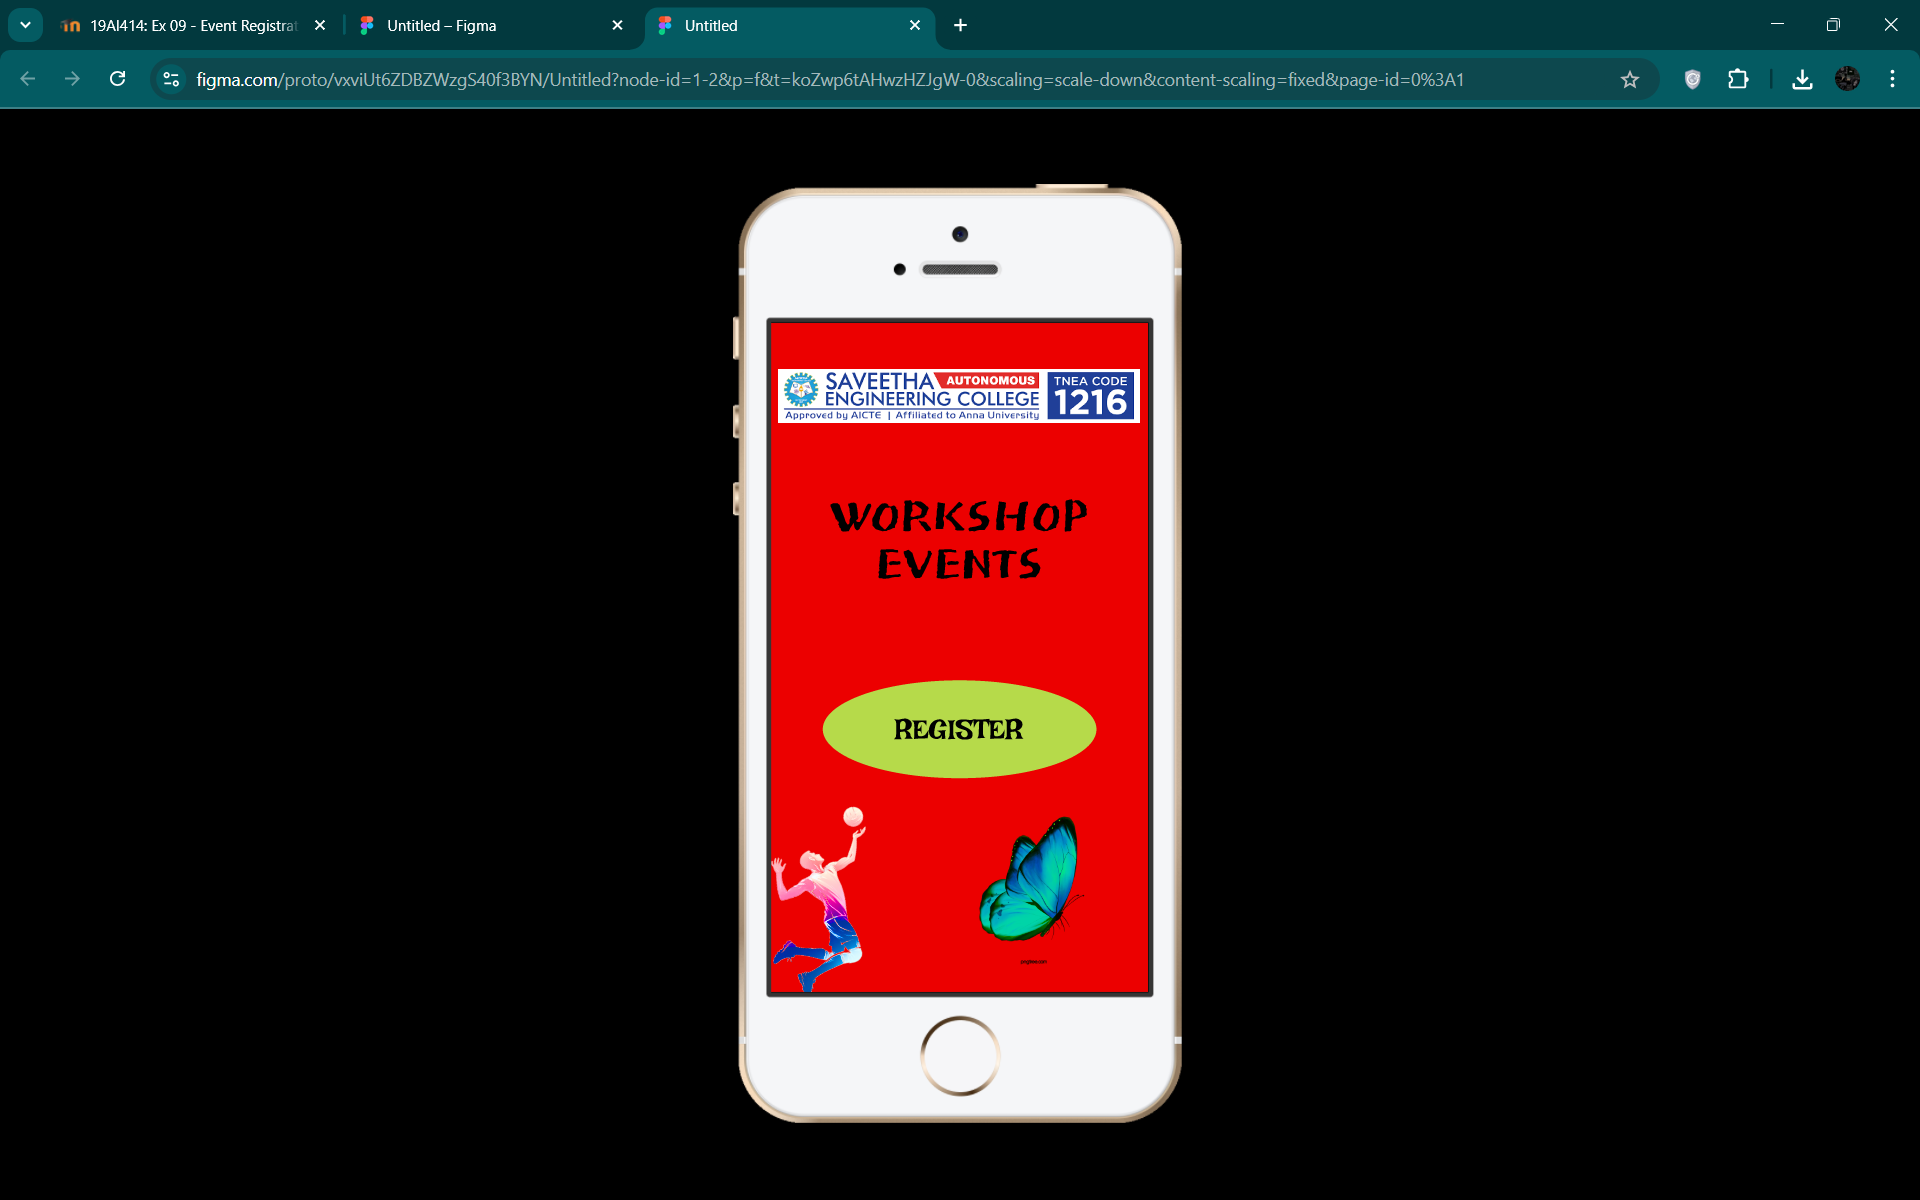 19AI414: Ex 09 - Event Registrat
Untitled – Figma
Untitled
figma.com/proto/vxviUt6ZDBZWzgS40f3BYN/Untitled?node-id=1-2&p=f&t=koZwp6tAHwzHZJgW-0&scaling=scale-down&content-scaling=fixed&page-id=0%3A1
SAVEETHA AUTONOMOUS
ENGINEERING COLLEGE
Approved by AICTE | Affiliated to Anna University
TNEA CODE
1216
WORKSHOP
EVENTS
REGISTER